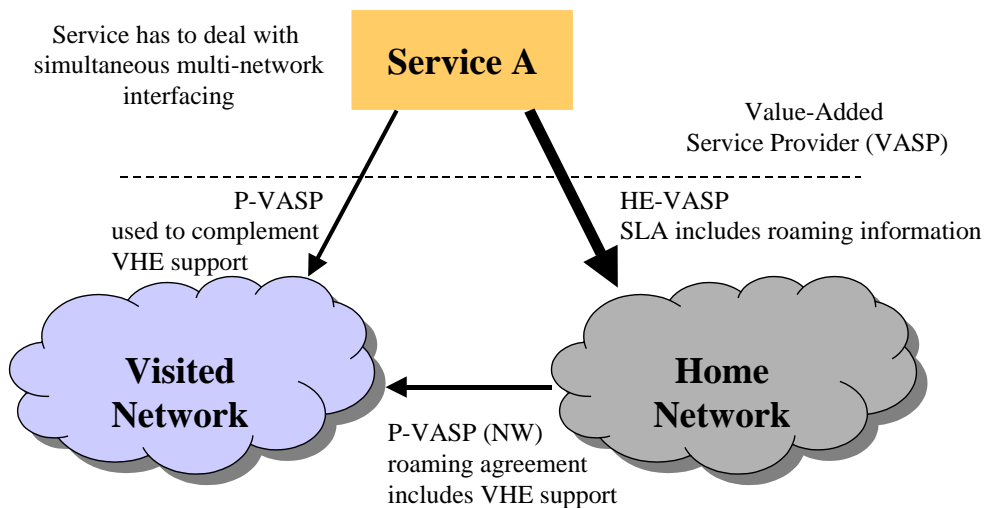 Service has to deal with
simultaneous multi-network
interfacing
Service A
Value-Added
Service Provider (VASP)
P-VASP
used to complement
VHE support
HE-VASP
SLA includes roaming information
Visited
Network
Home
Network
P-VASP (NW)
roaming agreement
includes VHE support